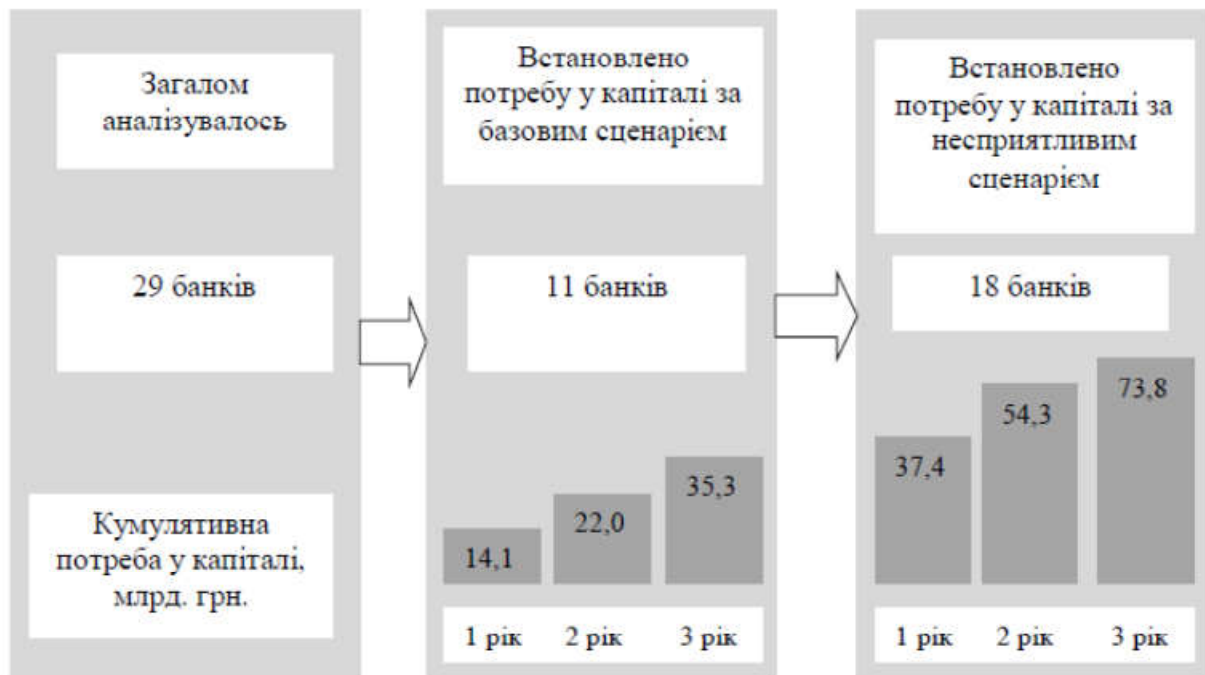 Загалом
аналізувалось
29 банків
Кумулятивна
потреба у капіталі,
млрд. грн.
Встановлено
потребу у капіталі за
базовим сценарієм
11 банків
14,1
22,0
35,3
1 рік 2 рік 3 рік
Встановлено
потребу у капіталі за
несприятливим
сценарієм
18 банків
37,4
54,3
73,8
1 рік 2 рік 3 рік